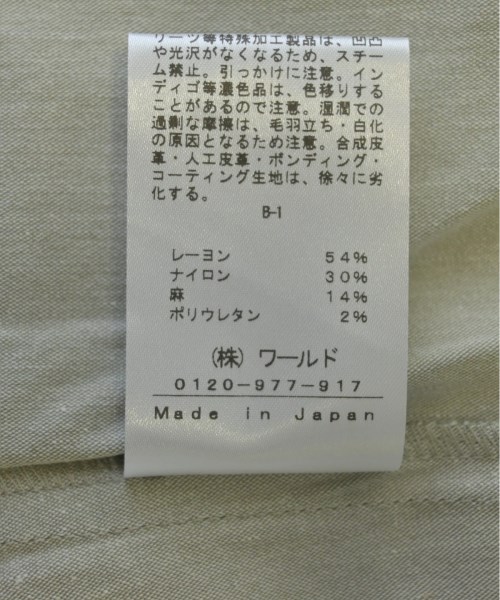 リーツ等特殊加工製品は、凹凸
や光沢がなくなるため、スチー
ム禁止。引っかけに注意。イン
ディゴ等濃色品は、色移りする
ことがあるので注意。湿潤での
過剰な摩擦は、毛羽立ち・白化
の原因となるため注意。合成皮
革・人工皮革・ボンディング・
コーティング生地は、徐々に劣
化する。
B-1
レーヨン 54%
ナイロン 30%
麻 14%
ポリウレタン 2%
(株) ワールド
0120-977-917
Made in Japan